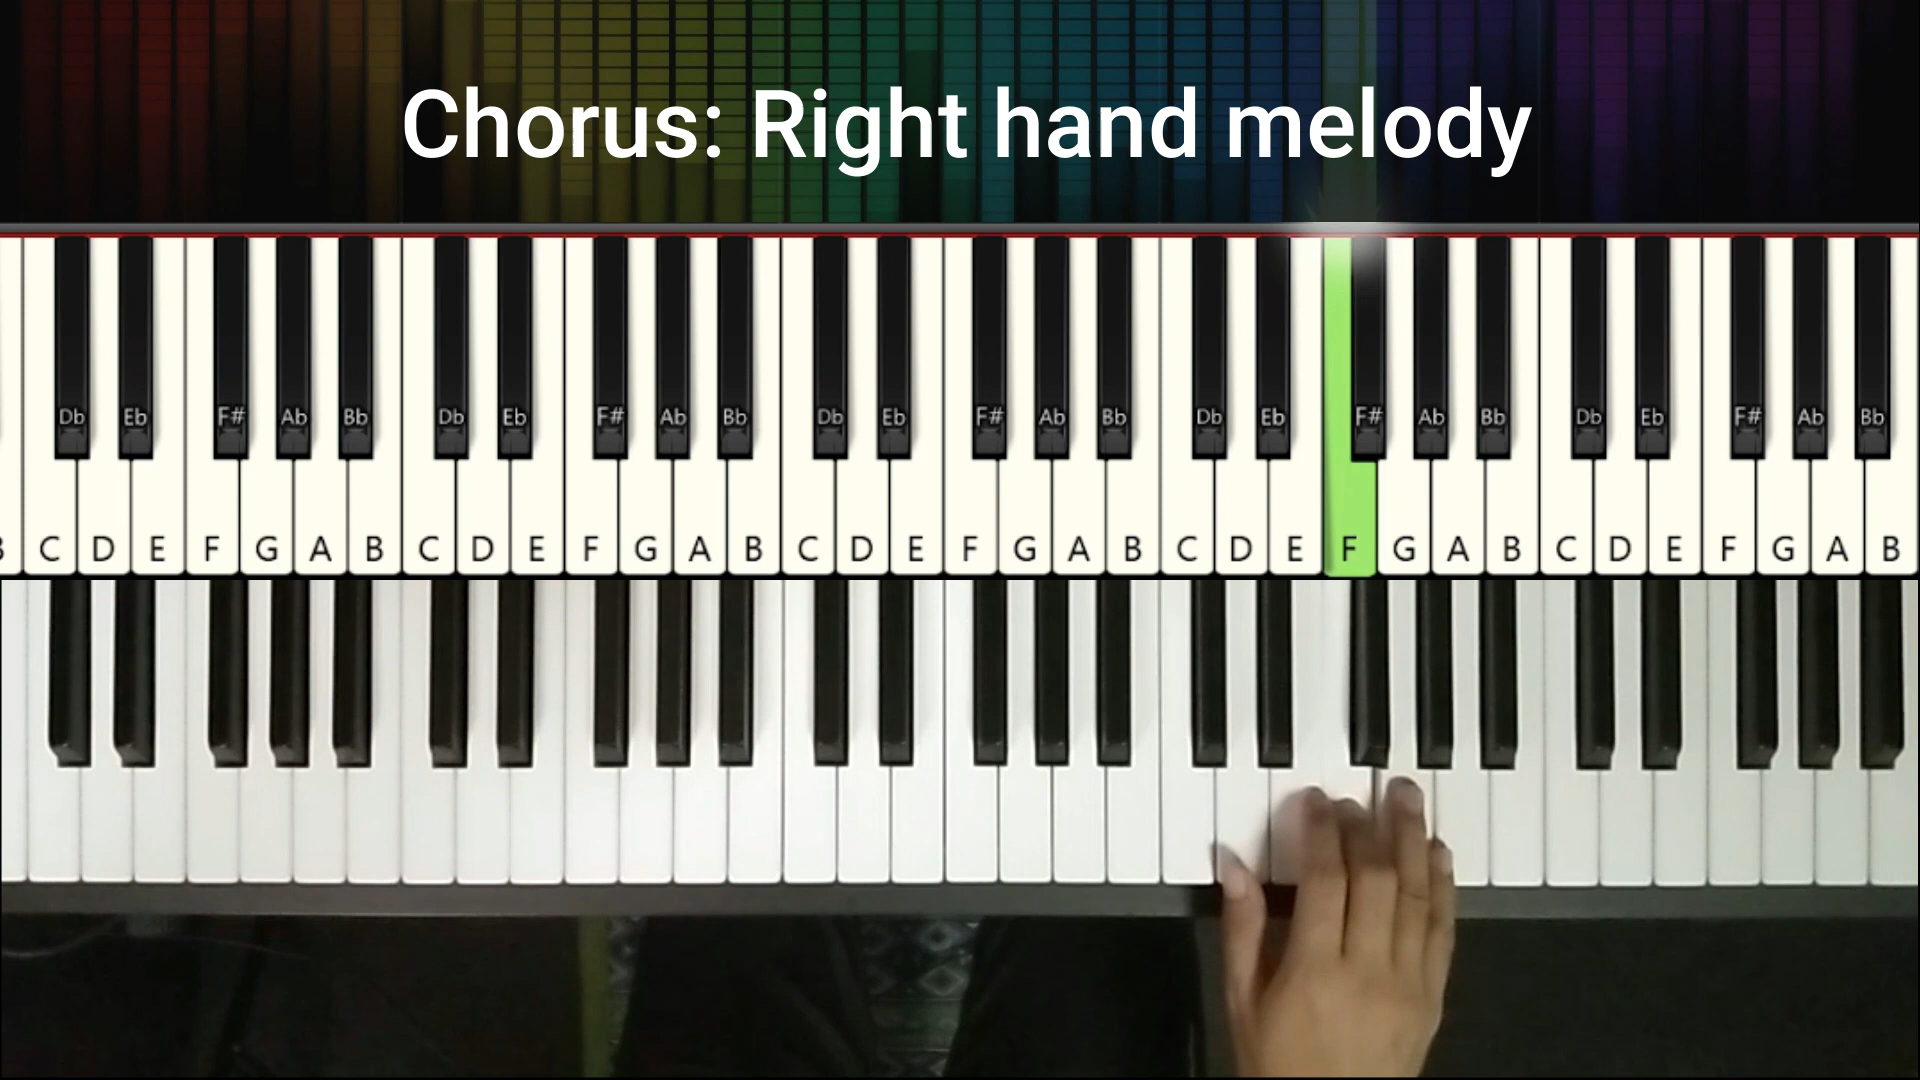 Chorus: Right hand melody
Db Eb F# Ab Bb Db Eb F# Ab Bb Db Eb F# Ab Bb Db Eb F# Ab Bb Db Eb F# Ab Bb
B C D E F G A B C D E F G A B C D E F G A B C D E F G A B C D E F G A B